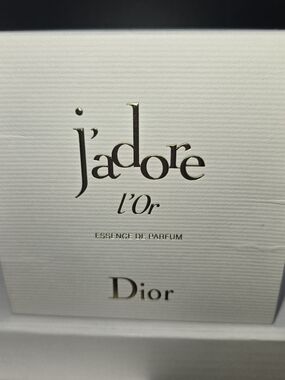 j'adore
l'Or
ESSENCE DE PARFUM
Dior